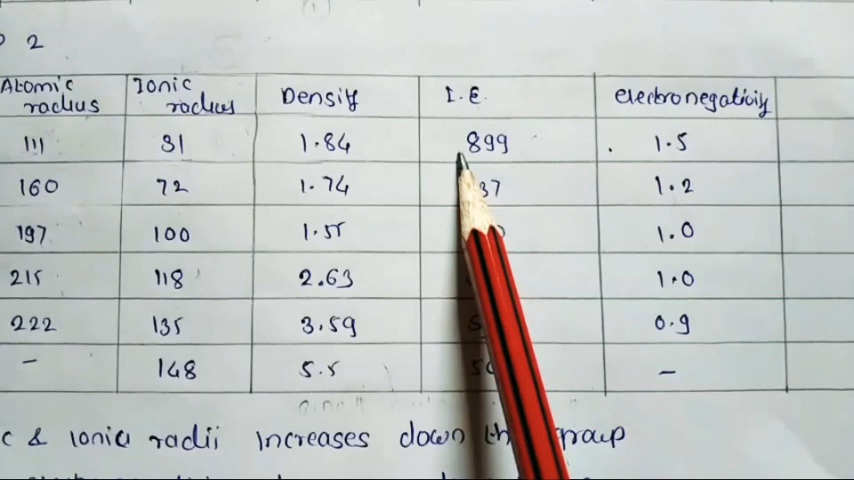 2
Atomic radius Ionic radius Density I.E. electronegativity
111 31 1.84 899 1.5
160 72 1.74 37 1.2
197 100 1.55 1.0
215 118 2.63 1.0
222 135 3.59 0.9
- 148 5.5 -
c & Ionic radii increases down the group